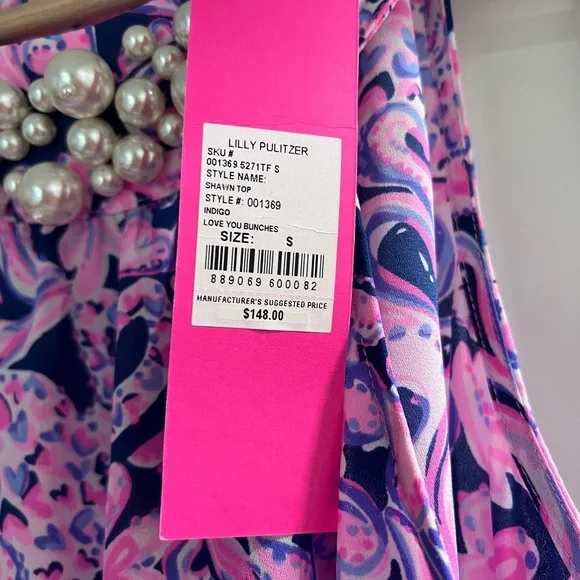 LILLY PULITZER
SKU #
001369 5271TF S
STYLE NAME:
SHAWN TOP
STYLE #: 001369
INDIGO
LOVE YOU BUNCHES
SIZE: S
889069 600082
MANUFACTURER'S SUGGESTED PRICE
$148.00